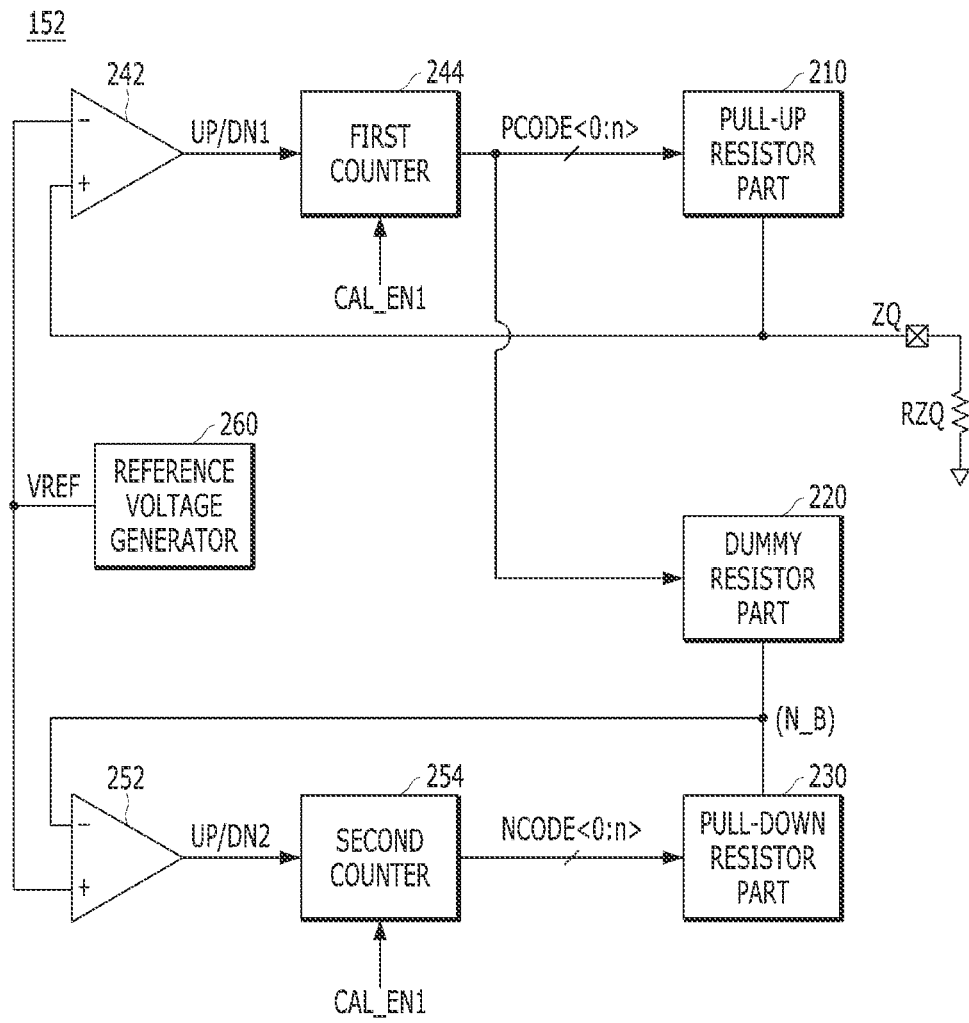 152
242
244
210
-
+
UP/DN1
FIRST
COUNTER
PCODE<0:n>
PULL-UP
RESISTOR
PART
CAL_EN1
ZQ
RZQ
260
VREF
REFERENCE
VOLTAGE
GENERATOR
220
DUMMY
RESISTOR
PART
(N_B)
252
254
230
-
+
UP/DN2
SECOND
COUNTER
NCODE<0:n>
PULL-DOWN
RESISTOR
PART
CAL_EN1